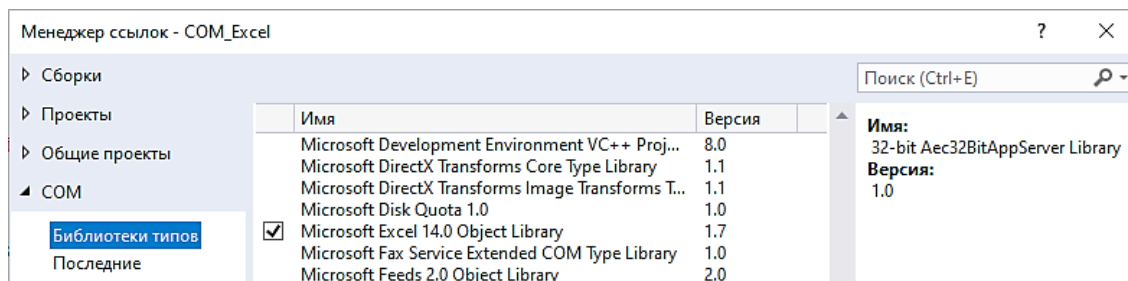 Менеджер ссылок - COM_Excel ?
Сборки
Проекты
Общие проекты
COM
Библиотеки типов
Последние
Имя Версия
Microsoft Development Environment VC++ Proj... 8.0
Microsoft DirectX Transforms Core Type Library 1.1
Microsoft DirectX Transforms Image Transforms T... 1.1
Microsoft Disk Quota 1.0 1.0
Microsoft Excel 14.0 Object Library 1.7
Microsoft Fax Service Extended COM Type Library 1.0
Microsoft Feeds 2.0 Object Library 2.0
Поиск (Ctrl+E)
Имя:
32-bit Aec32BitAppServer Library
Версия:
1.0